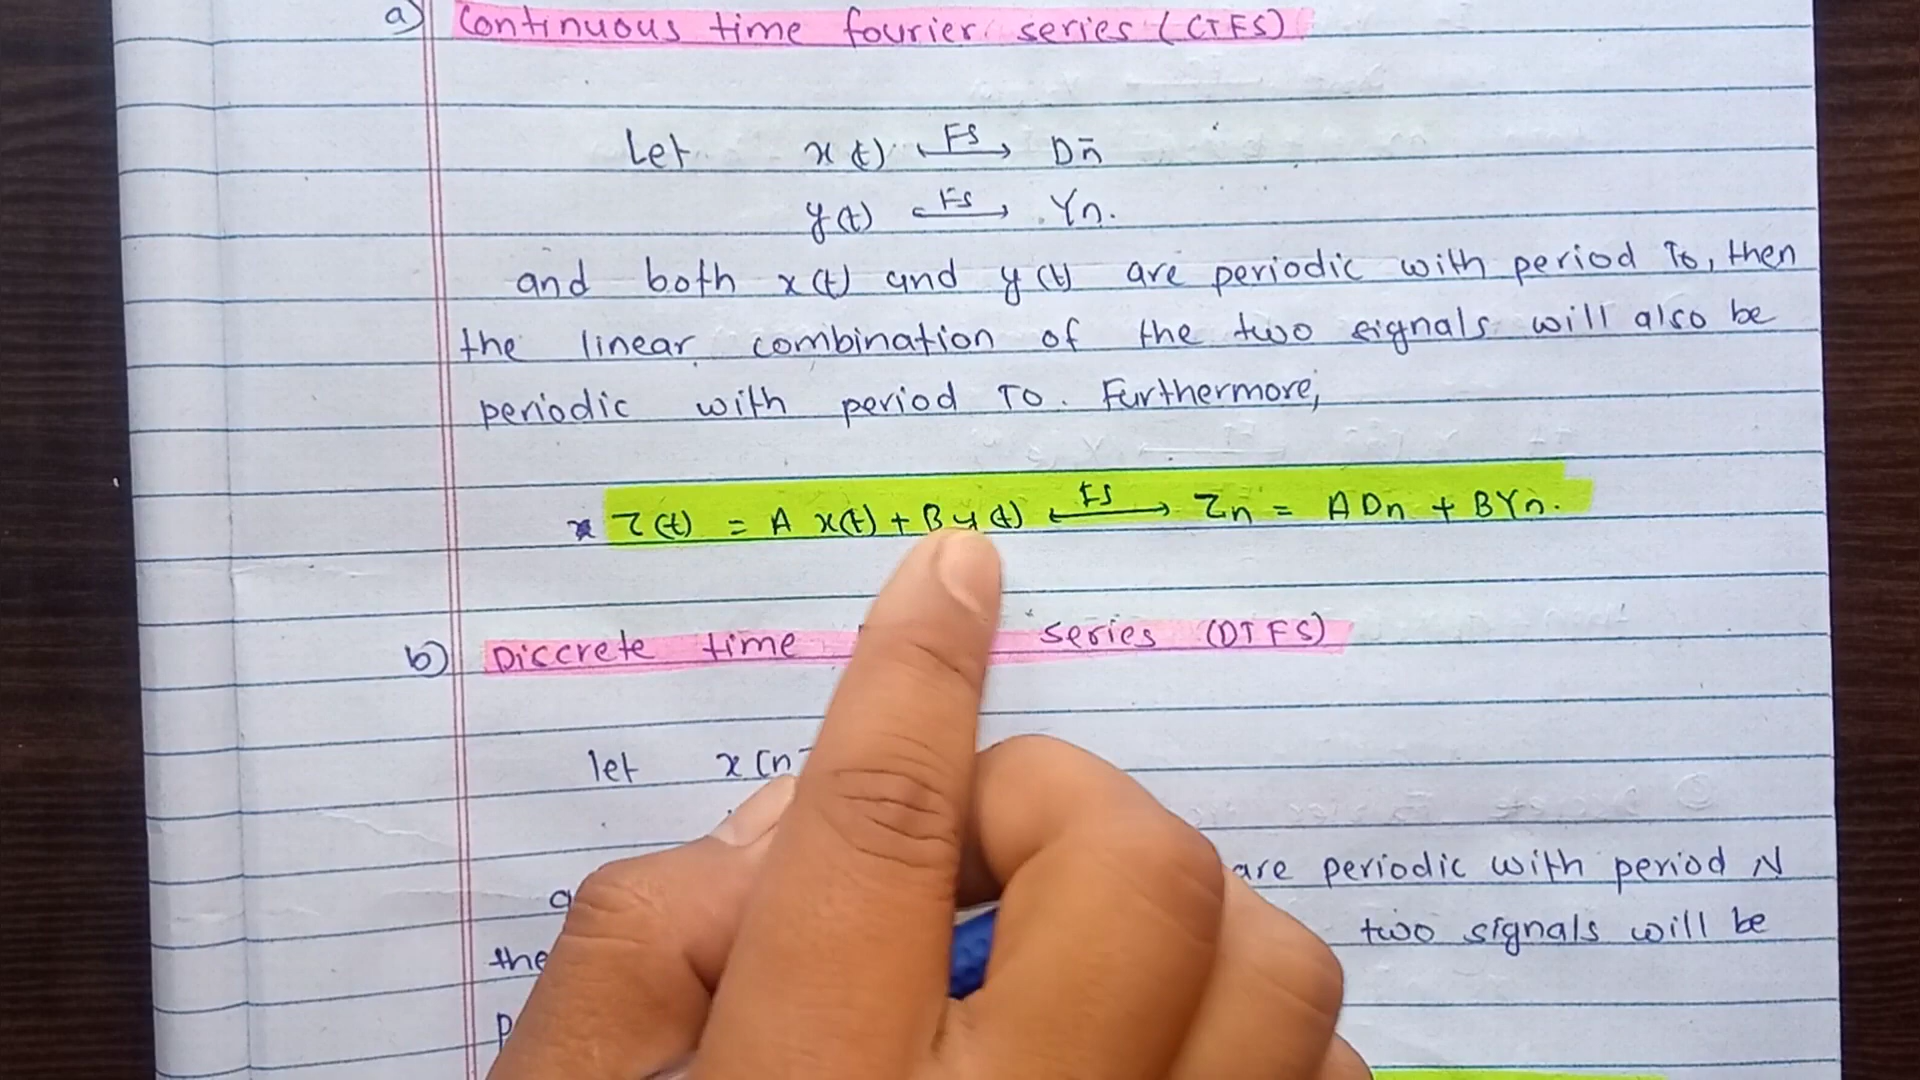 a) Continuous time fourier series (CTFS)
Let x(t) ←FS→ Dn
y(t) ←FS→ Yn.
and both x(t) and y(t) are periodic with period To, then
the linear combination of the two signals will also be
periodic with period To. Furthermore,
* Z(t) = A x(t) + B y(t) ←FS→ Zn = ADn + BYn.
b) Discrete time series (DTFS)
let x[n]
are periodic with period N
the two signals will be